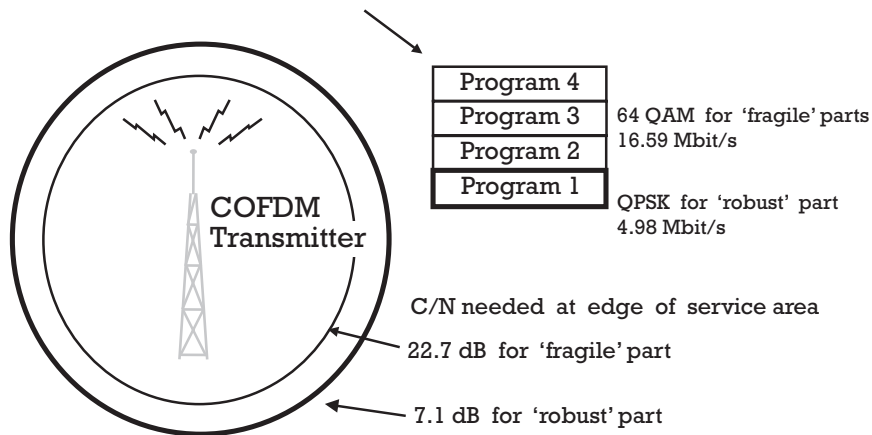 Program 4
Program 3
Program 2
Program 1
64 QAM for ‘fragile’ parts
16.59 Mbit/s
QPSK for ‘robust’ part
4.98 Mbit/s
COFDM
Transmitter
C/N needed at edge of service area
22.7 dB for ‘fragile’ part
7.1 dB for ‘robust’ part